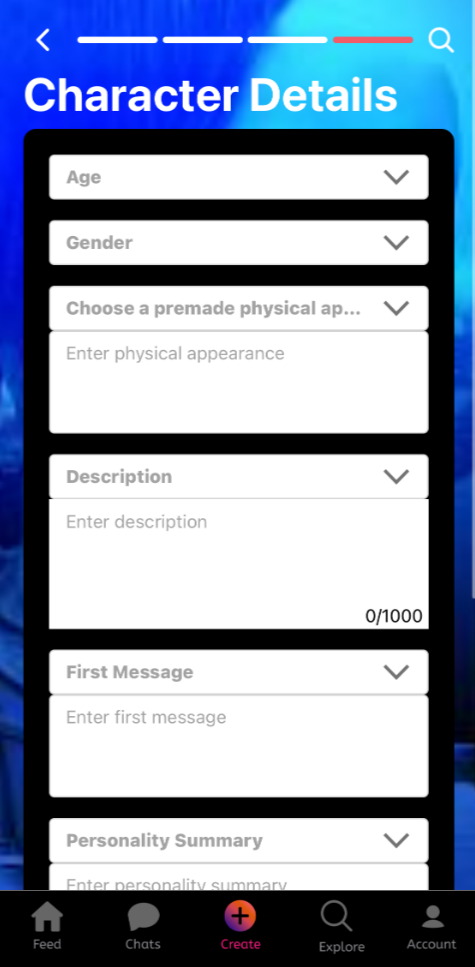 Character Details
Age
Gender
Choose a premade physical ap...
Enter physical appearance
Description
Enter description
0/1000
First Message
Enter first message
Personality Summary
Enter personality summary
Feed
Chats
Create
Explore
Account